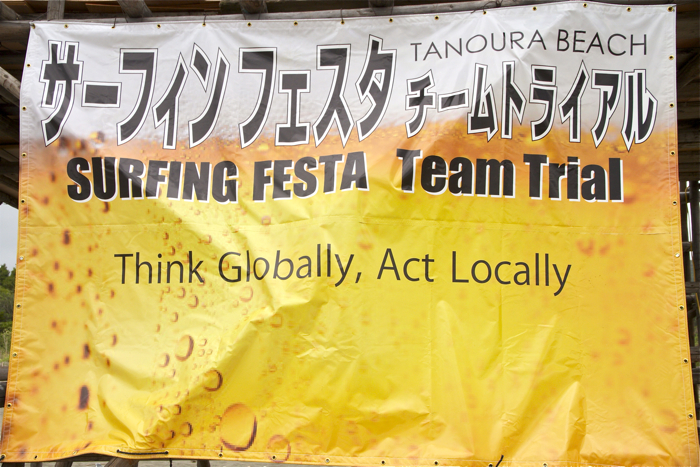 TANOURA BEACH
サーフィンフェスタ チームトライアル
SURFING FESTA Team Trial
Think Globally, Act Locally